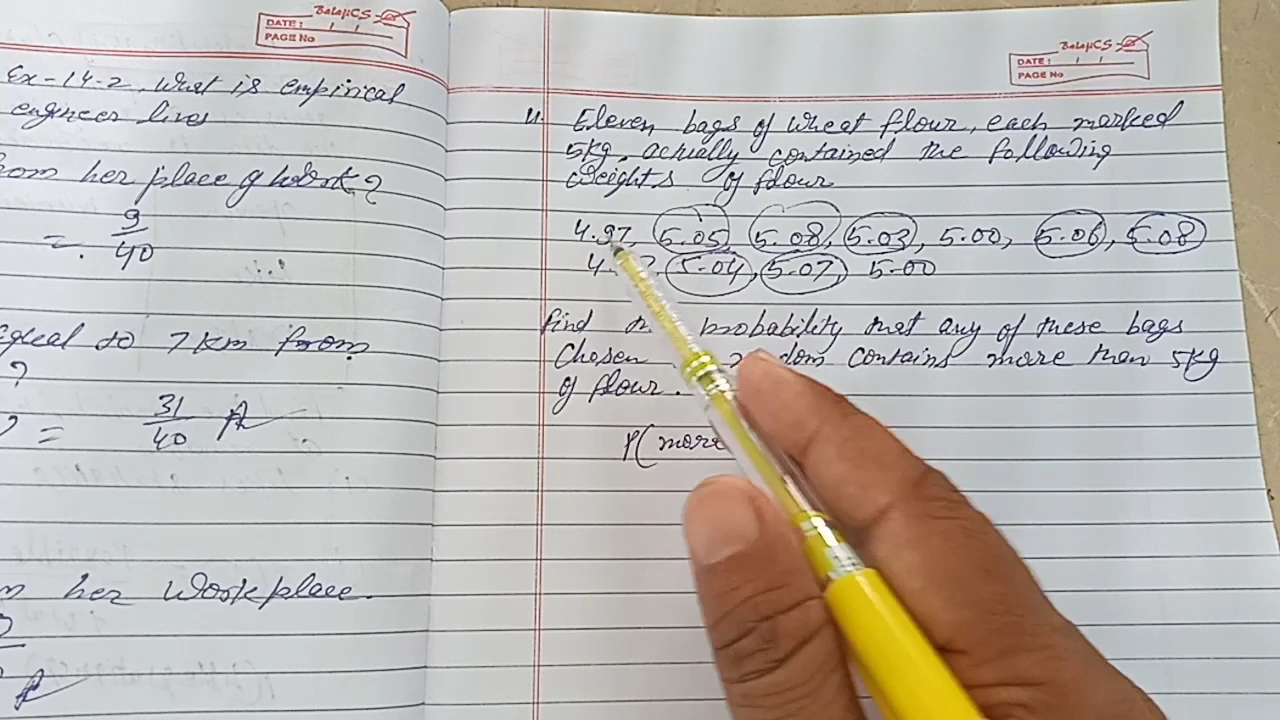 BalajiCS
DATE : / /
PAGE No
Ex-14-2, What is empirical
engineer lives
from her place of work?
= 9/40
equal to 7 km from
?
? = 31/40
her workplace.
BalajiCS
DATE : / /
PAGE No
Eleven bags of wheat flour, each marked
5kg, actually contained the following
weights of flour
4.97, 5.05, 5.08, 5.03, 5.00, 5.06, 5.08
5.04, 5.07, 5.00
find probability that any of these bags
Chosen contains more than 5kg
of flour.
P( more